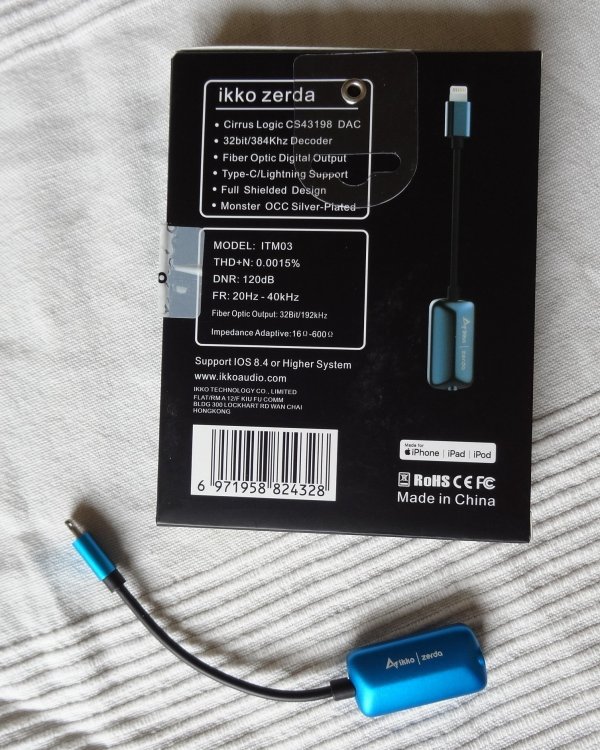 ikko zerda
• Cirrus Logic CS43198 DAC
• 32bit/384Khz Decoder
• Fiber Optic Digital Output
• Type-C/Lightning Support
• Full Shielded Design
• Monster OCC Silver-Plated
MODEL: ITM03
THD+N: 0.0015%
DNR: 120dB
FR: 20Hz - 40kHz
Fiber Optic Output: 32Bit/192kHz
Impedance Adaptive: 16Ω-600Ω
Support IOS 8.4 or Higher System
www.ikkoaudio.com
IKKO TECHNOLOGY CO., LIMITED
FLAT/RM A 12/F KIU FU COMM
BLDG 300 LOCKHART RD WAN CHAI
HONGKONG
6 971958 824328
ikko | zerda
Made for
iPhone | iPad | iPod
RoHS CE FC
Made in China
ikko | zerda